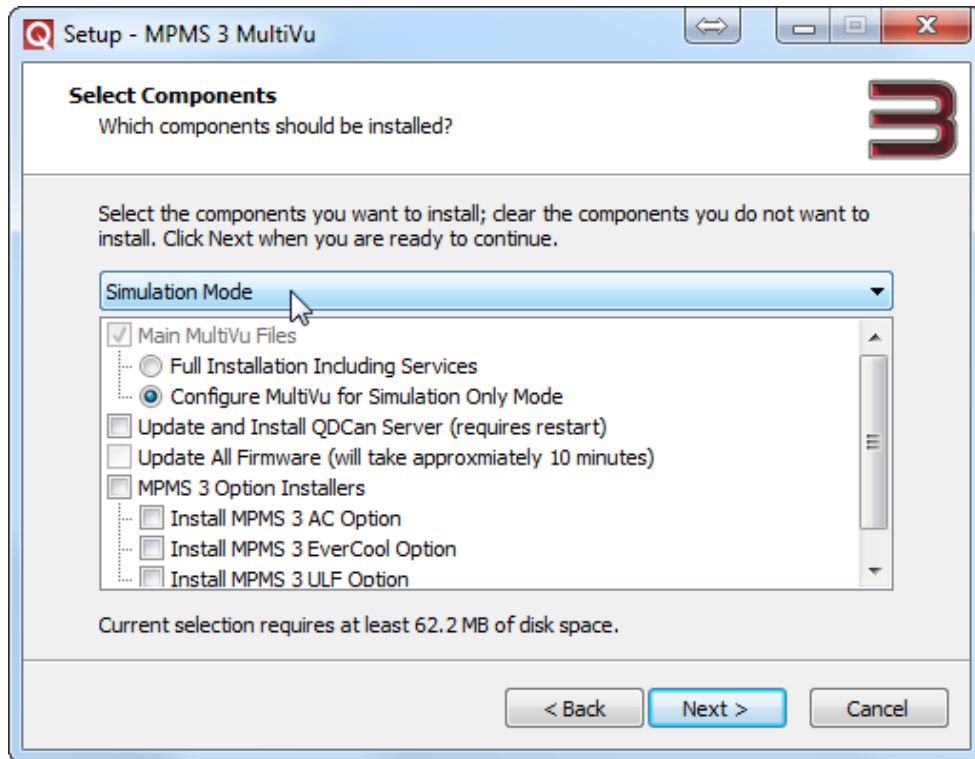 Setup - MPMS 3 MultiVu
Select Components
Which components should be installed?
3
Select the components you want to install; clear the components you do not want to
install. Click Next when you are ready to continue.
Simulation Mode
Main MultiVu Files
Full Installation Including Services
Configure MultiVu for Simulation Only Mode
Update and Install QDCan Server (requires restart)
Update All Firmware (will take approxmiately 10 minutes)
MPMS 3 Option Installers
Install MPMS 3 AC Option
Install MPMS 3 EverCool Option
Install MPMS 3 ULF Option
Current selection requires at least 62.2 MB of disk space.
< Back Next > Cancel